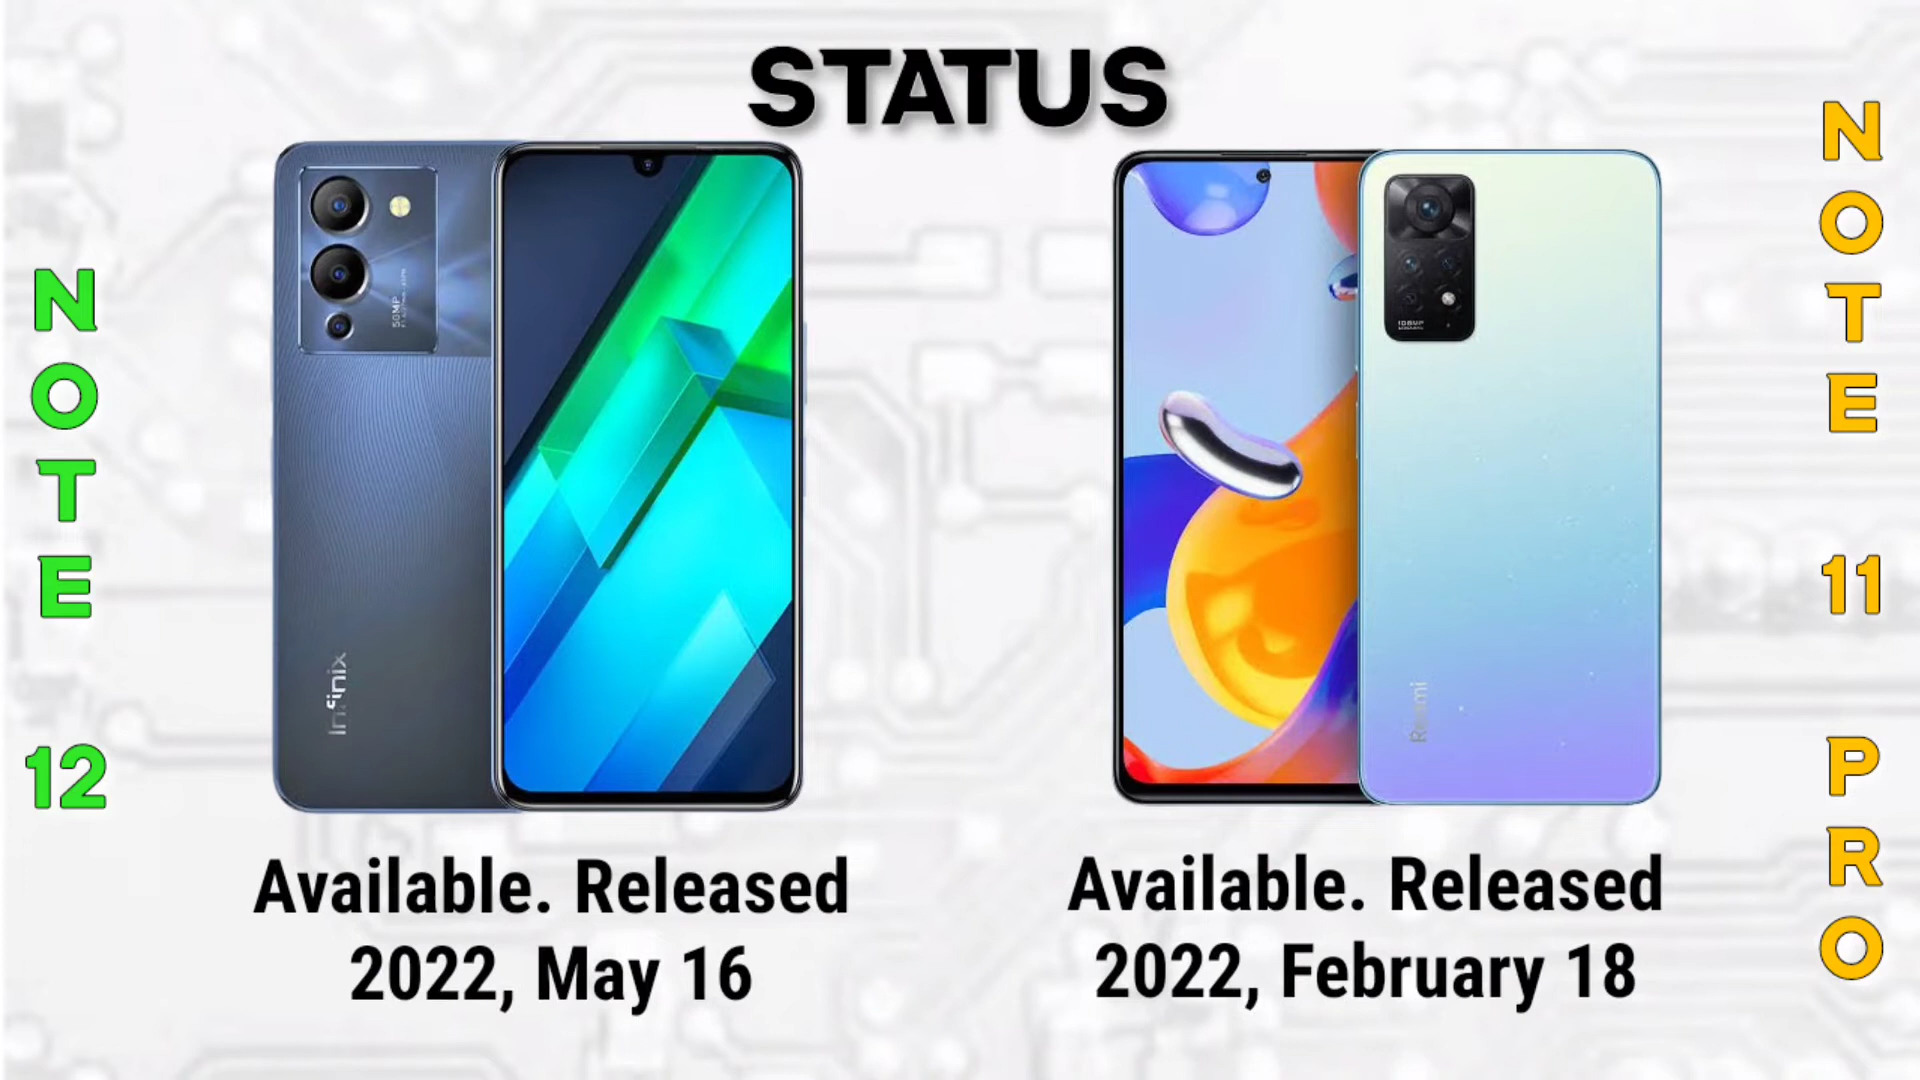 STATUS
NOTE 12
50MP
Infinix
108MP
Redmi
NOTE 11 PRO
Available. Released
2022, May 16
Available. Released
2022, February 18